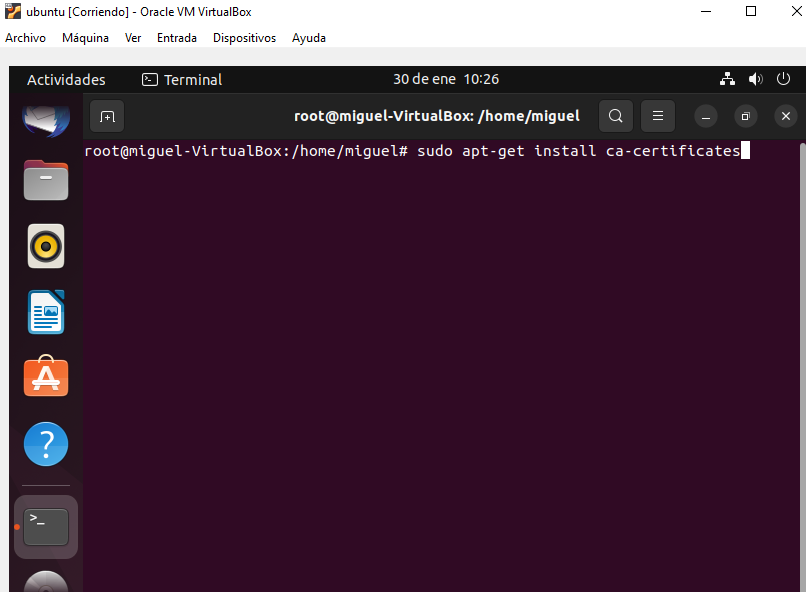 ubuntu [Corriendo] - Oracle VM VirtualBox
Archivo Máquina Ver Entrada Dispositivos Ayuda
Actividades Terminal 30 de ene 10:26
root@miguel-VirtualBox: /home/miguel
root@miguel-VirtualBox:/home/miguel# sudo apt-get install ca-certificates